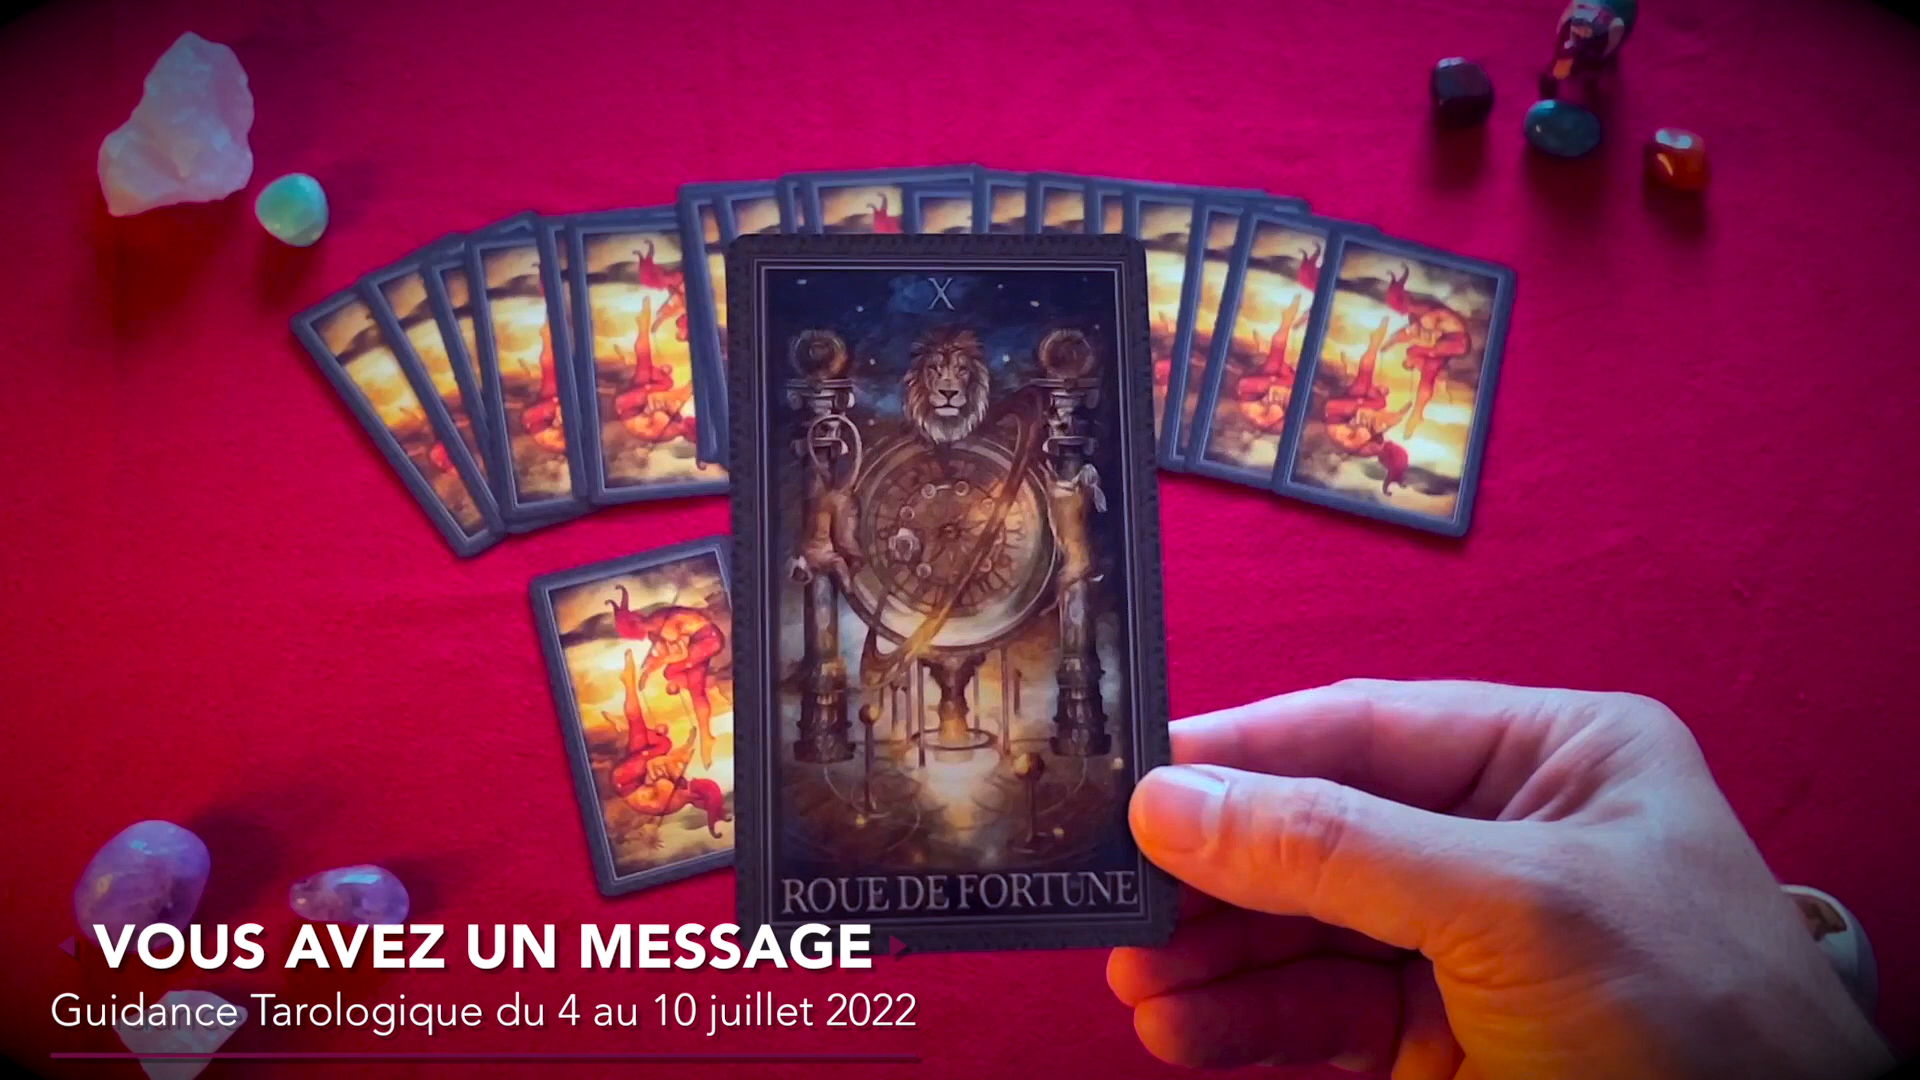 X
ROUE DE FORTUNE
VOUS AVEZ UN MESSAGE
Guidance Tarologique du 4 au 10 juillet 2022